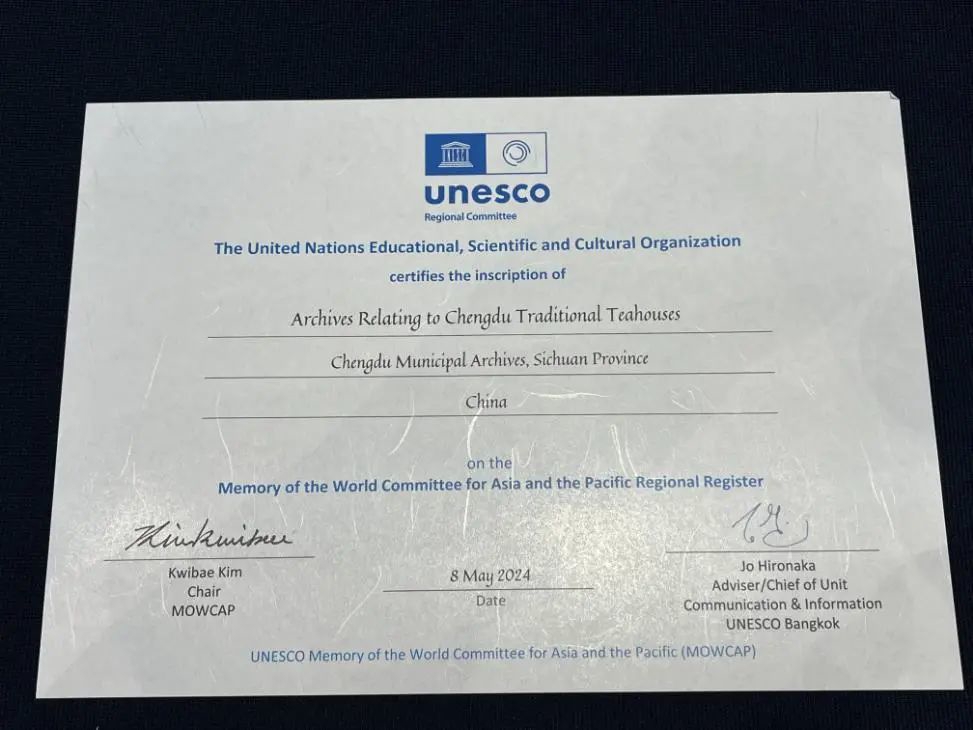 unesco
Regional Committee
The United Nations Educational, Scientific and Cultural Organization
certifies the inscription of
Archives Relating to Chengdu Traditional Teahouses
Chengdu Municipal Archives, Sichuan Province
China
on the
Memory of the World Committee for Asia and the Pacific Regional Register
Kwibae Kim
Chair
MOWCAP
8 May 2024
Date
Jo Hironaka
Adviser/Chief of Unit
Communication & Information
UNESCO Bangkok
UNESCO Memory of the World Committee for Asia and the Pacific (MOWCAP)